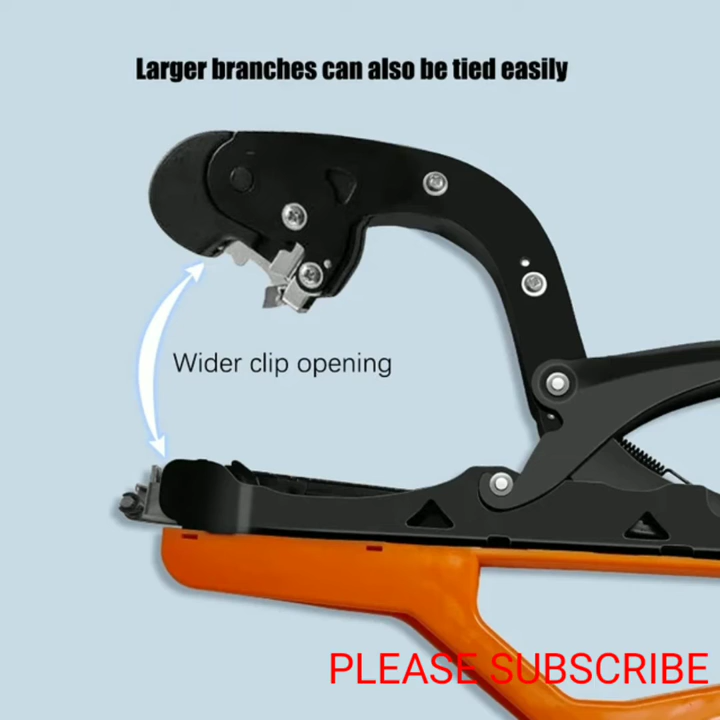 Larger branches can also be tied easily
Wider clip opening
PLEASE SUBSCRIBE